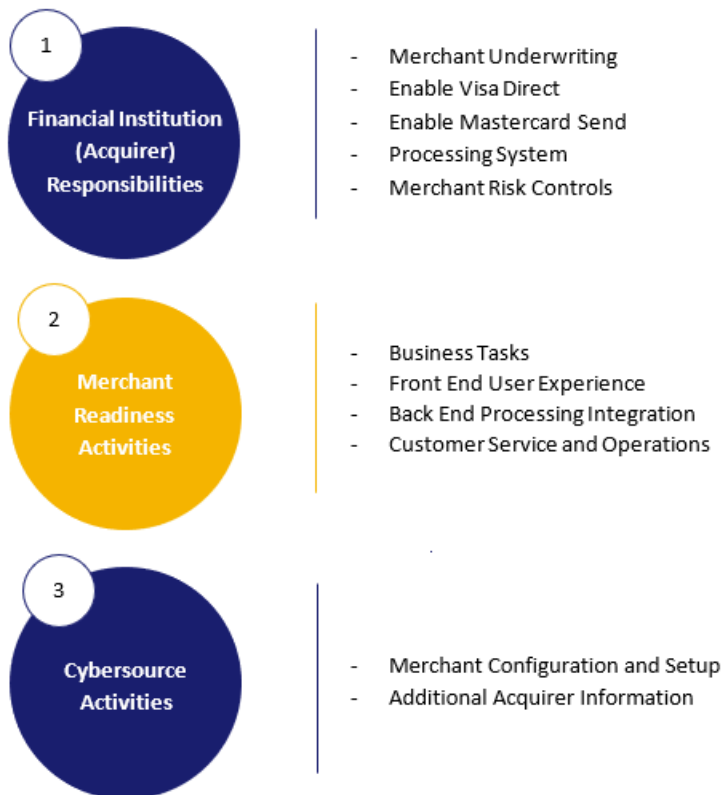 1
Financial Institution
(Acquirer)
Responsibilities
- Merchant Underwriting
- Enable Visa Direct
- Enable Mastercard Send
- Processing System
- Merchant Risk Controls
2
Merchant
Readiness
Activities
- Business Tasks
- Front End User Experience
- Back End Processing Integration
- Customer Service and Operations
3
Cybersource
Activities
- Merchant Configuration and Setup
- Additional Acquirer Information